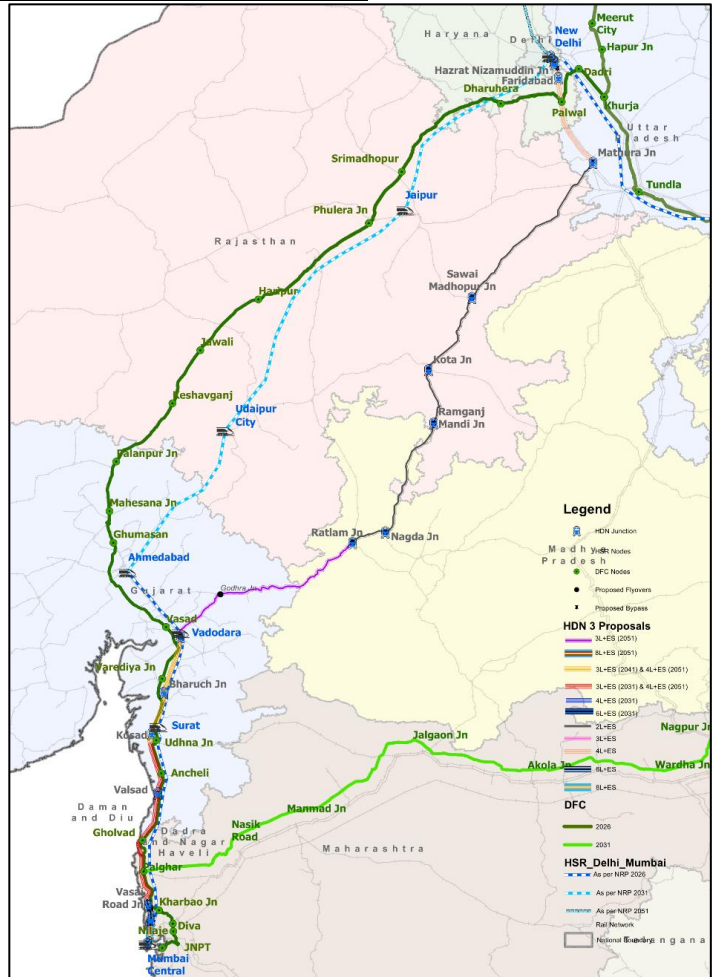 Meerut
City
New
Delhi
Haryana
Delhi
Hapur Jn
Hazrat Nizamuddin Jn
Faridabad
Dadri
Dharuhera
Khurja
Palwal
Uttar
Pradesh
Mathura Jn
Srimadhopur
Tundla
Jaipur
Phulera Jn
Rajasthan
Sawai
Madhopur Jn
Haripur
Jawali
Kota Jn
Keshavganj
Udaipur
City
Ramganj
Mandi Jn
Palanpur Jn
Mahesana Jn
Ghumasan
Ratlam Jn
Nagda Jn
Ahmedabad
Godhra Jn
Gujarat
Vasad
Vadodara
Varediya Jn
Bharuch Jn
Surat
Kosad
Udhna Jn
Jalgaon Jn
Nagpur Jn
Akola Jn
Wardha Jn
Ancheli
Valsad
Daman
and Diu
Manmad Jn
Nasik
Road
Gholvad
Dadra
and Nagar
Haveli
Maharashtra
Palghar
Vasai
Road Jn
Kharbao Jn
Diva
Nilaje
JNPT
Mumbai
Central
Madhya
Pradesh
Telangana
Legend
HDN Junction
HSR Nodes
DFC Nodes
Proposed Flyovers
Proposed Bypass
HDN 3 Proposals
3L+ES (2051)
8L+ES (2051)
3L+ES (2041) & 4L+ES (2051)
3L+ES (2031) & 4L+ES (2051)
4L+ES (2031)
6L+ES (2031)
2L+ES
3L+ES
4L+ES
6L+ES
8L+ES
DFC
2026
2031
HSR_Delhi_Mumbai
As per NRP 2026
As per NRP 2031
As per NRP 2051
Rail Network
National Boundary